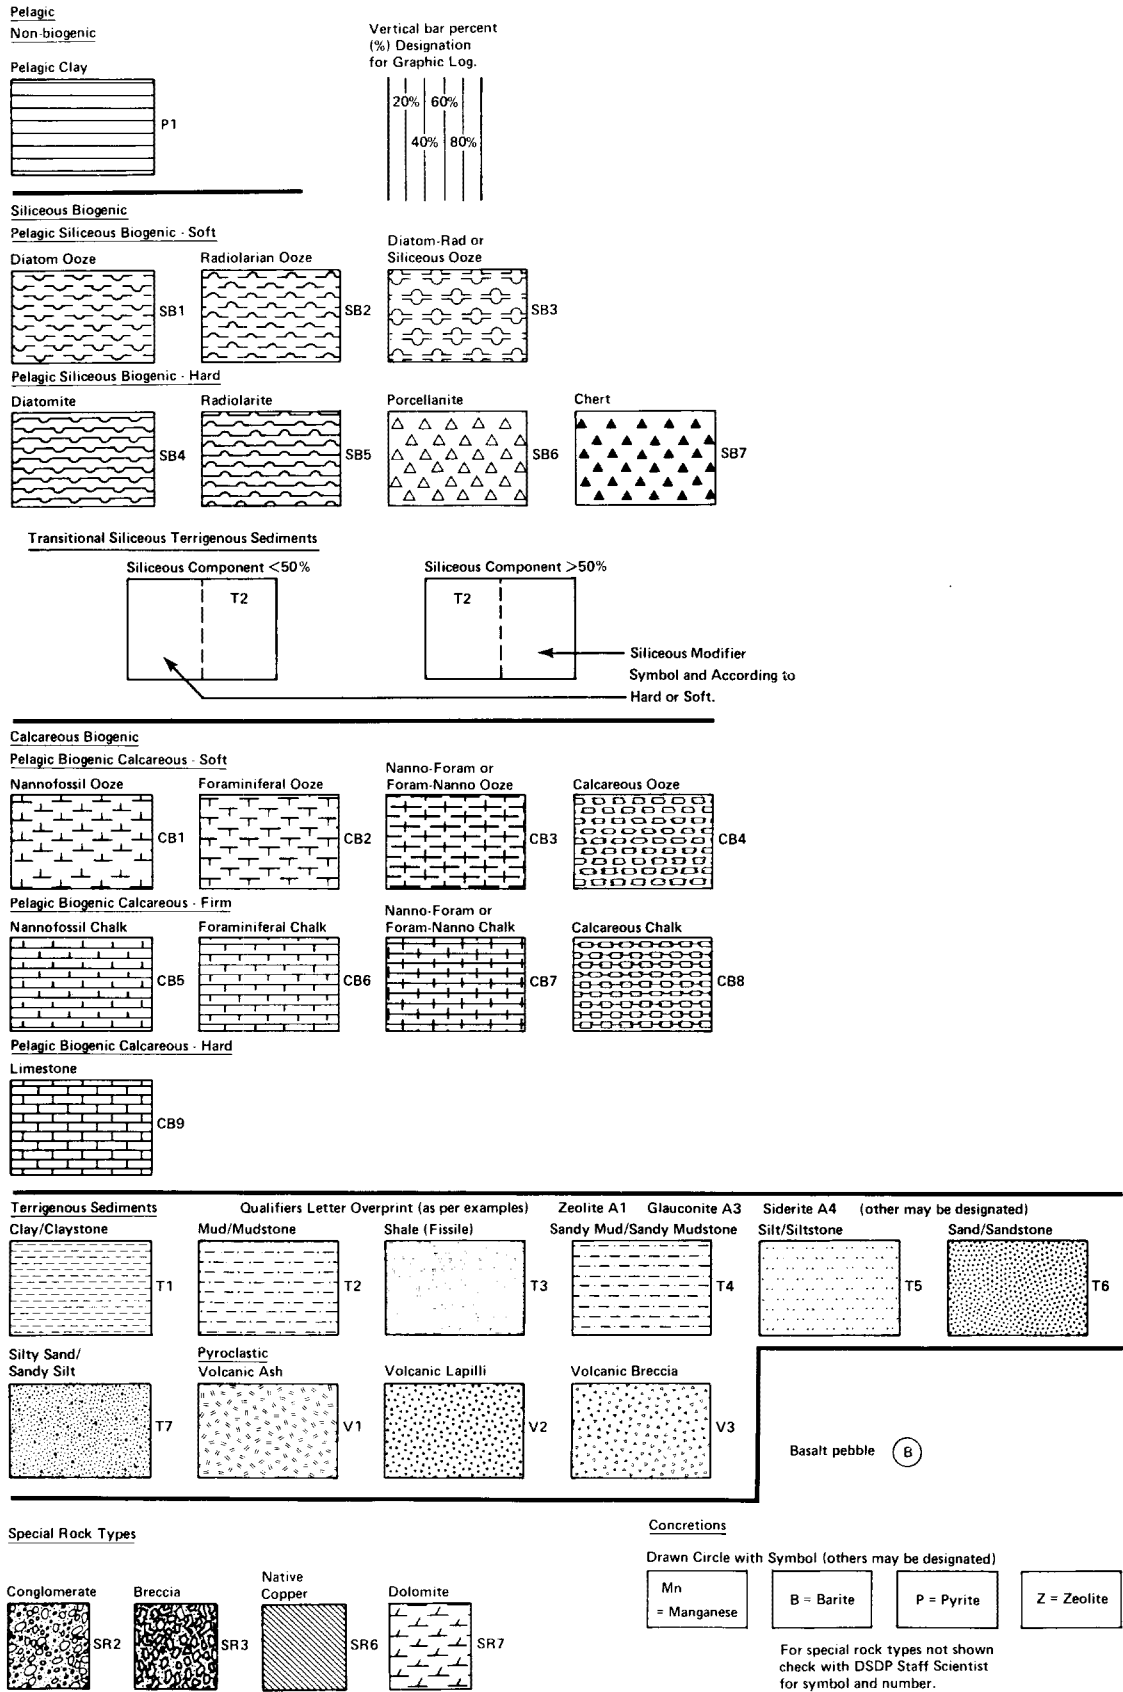 Pelagic
Non-biogenic
Pelagic Clay
P1
Vertical bar percent
(%) Designation
for Graphic Log.
20% 60%
40% 80%
Siliceous Biogenic
Pelagic Siliceous Biogenic - Soft
Diatom Ooze
SB1
Radiolarian Ooze
SB2
Diatom-Rad or
Siliceous Ooze
SB3
Pelagic Siliceous Biogenic - Hard
Diatomite
SB4
Radiolarite
SB5
Porcellanite
SB6
Chert
SB7
Transitional Siliceous Terrigenous Sediments
Siliceous Component <50%
T2
Siliceous Component >50%
T2
Siliceous Modifier
Symbol and According to
Hard or Soft.
Calcareous Biogenic
Pelagic Biogenic Calcareous - Soft
Nannofossil Ooze
CB1
Foraminiferal Ooze
CB2
Nanno-Foram or
Foram-Nanno Ooze
CB3
Calcareous Ooze
CB4
Pelagic Biogenic Calcareous - Firm
Nannofossil Chalk
CB5
Foraminiferal Chalk
CB6
Nanno-Foram or
Foram-Nanno Chalk
CB7
Calcareous Chalk
CB8
Pelagic Biogenic Calcareous - Hard
Limestone
CB9
Terrigenous Sediments
Qualifiers Letter Overprint (as per examples) Zeolite A1 Glauconite A3 Siderite A4 (other may be designated)
Clay/Claystone
T1
Mud/Mudstone
T2
Shale (Fissile)
T3
Sandy Mud/Sandy Mudstone
T4
Silt/Siltstone
T5
Sand/Sandstone
T6
Silty Sand/
Sandy Silt
T7
Pyroclastic
Volcanic Ash
V1
Volcanic Lapilli
V2
Volcanic Breccia
V3
Basalt pebble B
Special Rock Types
Conglomerate
SR2
Breccia
SR3
Native
Copper
SR6
Dolomite
SR7
Concretions
Drawn Circle with Symbol (others may be designated)
Mn
= Manganese
B = Barite
P = Pyrite
Z = Zeolite
For special rock types not shown
check with DSDP Staff Scientist
for symbol and number.